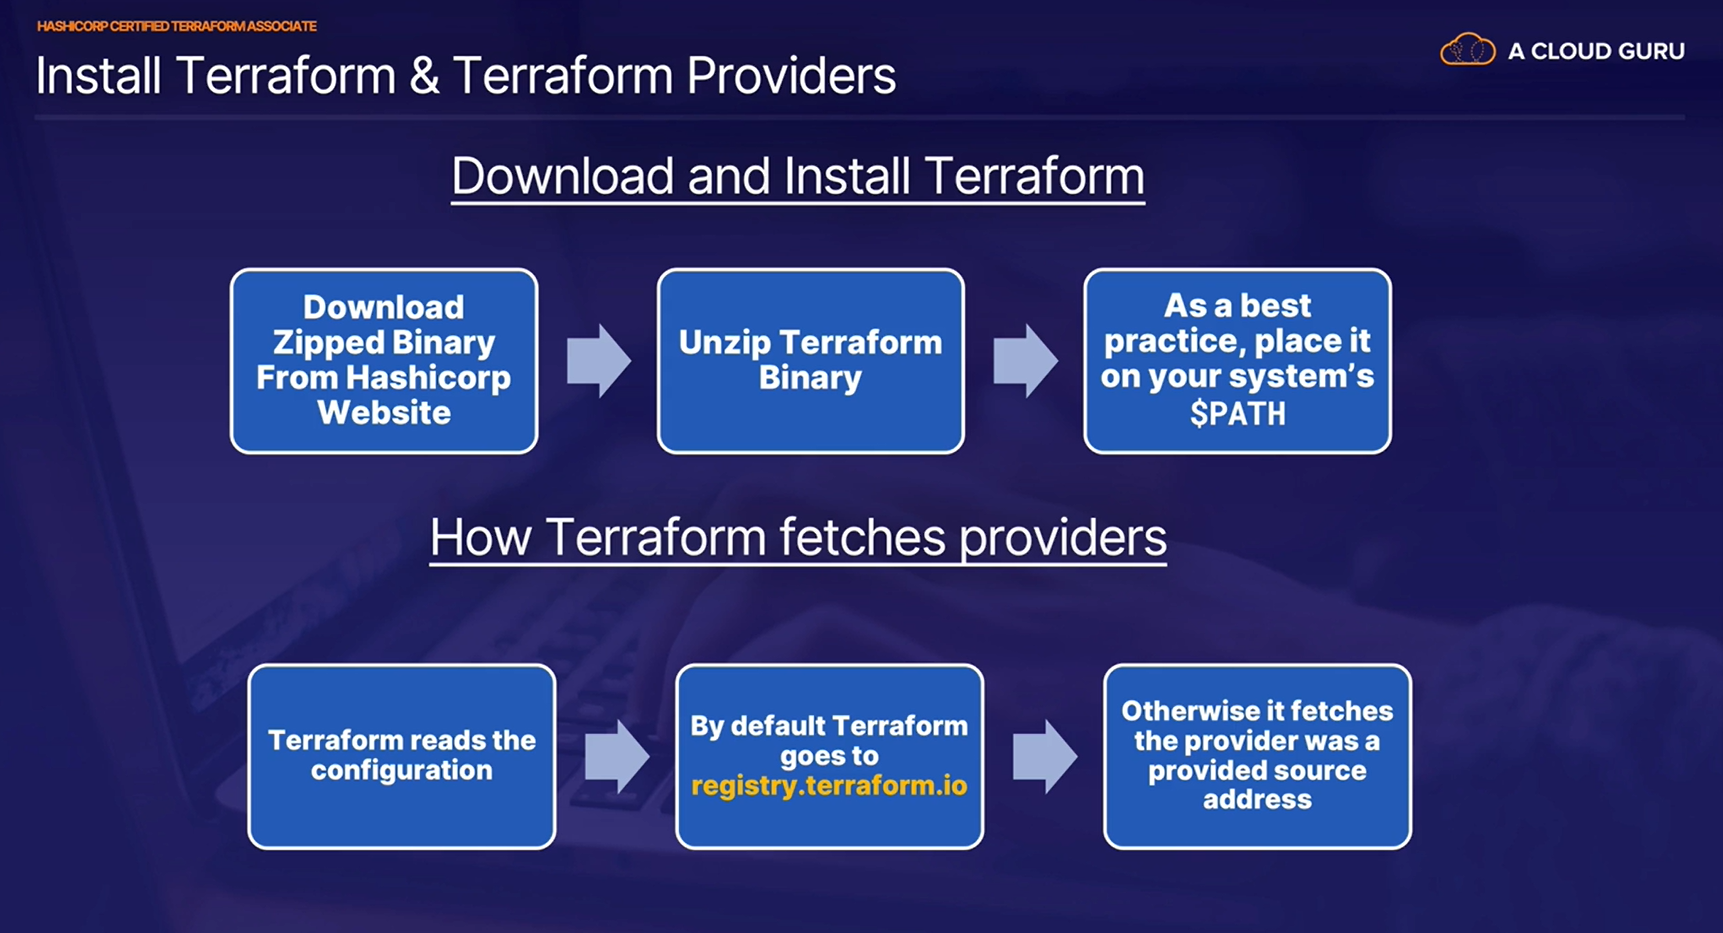 HASHICORP CERTIFIED TERRAFORM ASSOCIATE
Install Terraform & Terraform Providers
A CLOUD GURU
Download and Install Terraform
Download
Zipped Binary
From Hashicorp
Website
Unzip Terraform
Binary
As a best
practice, place it
on your system's
$PATH
How Terraform fetches providers
Terraform reads the
configuration
By default Terraform
goes to
registry.terraform.io
Otherwise it fetches
the provider was a
provided source
address